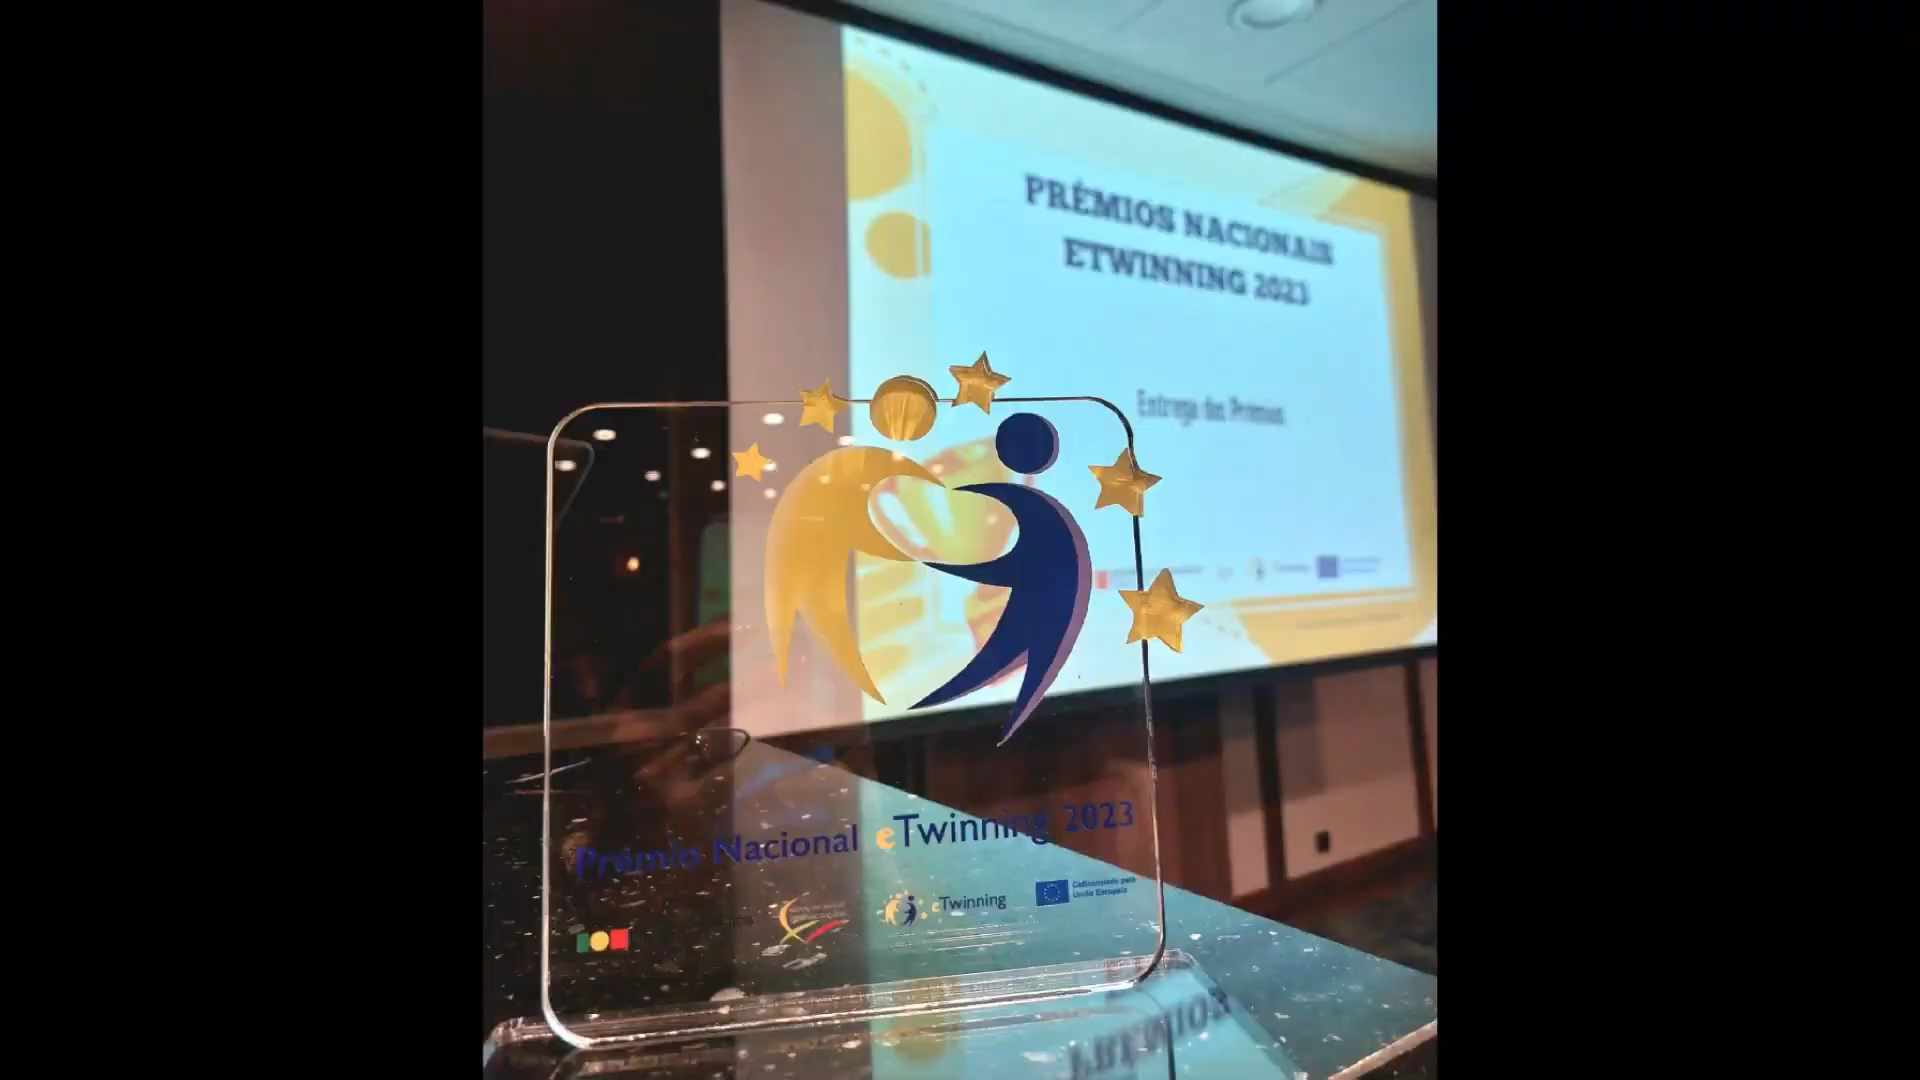 PRÉMIOS NACIONAIS
ETWINNING 2023
Entrega dos Prémios
Prémio Nacional eTwinning 2023
eTwinning
Cofinanciado pela
União Europeia